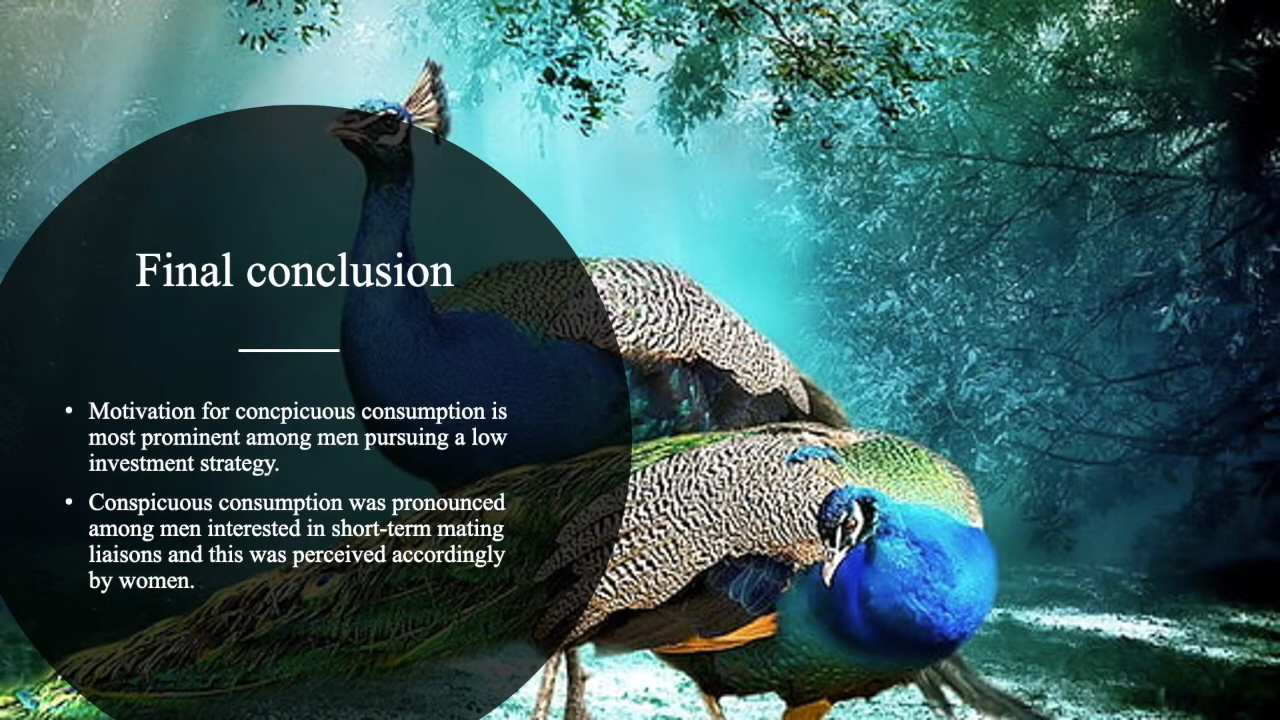 Final conclusion
• Motivation for concpicuous consumption is
most prominent among men pursuing a low
investment strategy.
• Conspicuous consumption was pronounced
among men interested in short-term mating
liaisons and this was perceived accordingly
by women.